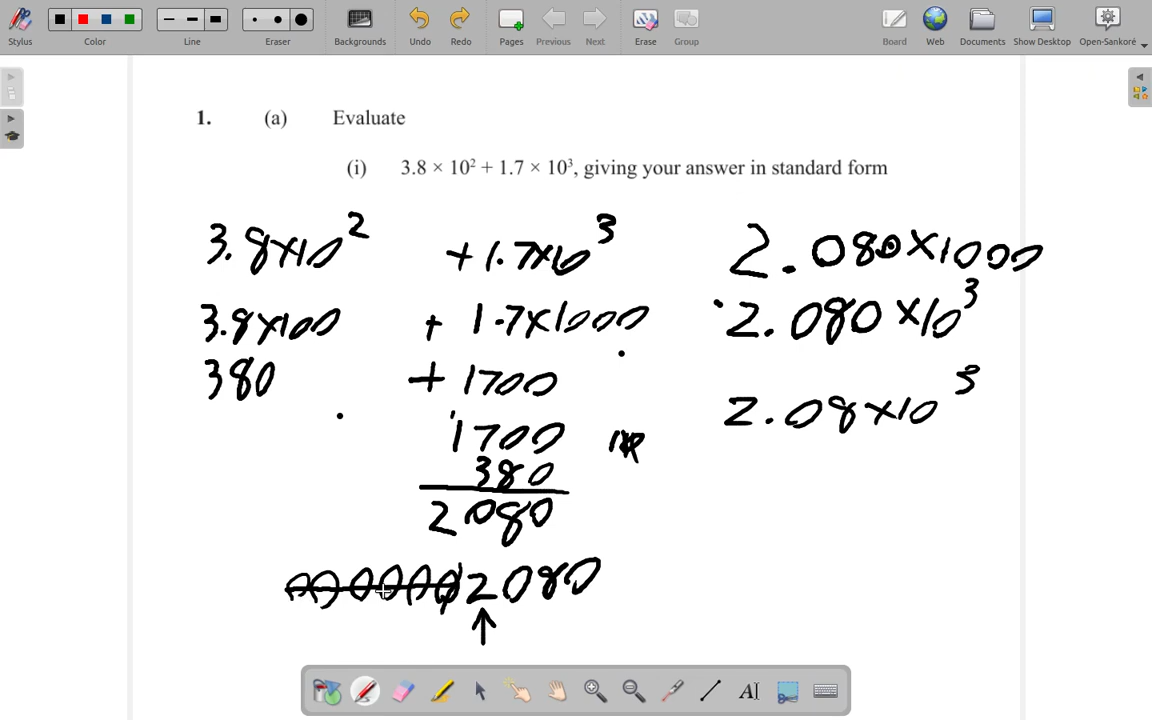 Stylus Color Line Eraser Backgrounds Undo Redo Pages Previous Next Erase Group Board Web Documents Show Desktop Open-Sankoré
1. (a) Evaluate
(i) 3.8 × 10² + 1.7 × 10³, giving your answer in standard form
3.8×10² + 1.7×10³
3.8×100 + 1.7×1000
380 + 1700
1700
380
2080
2080
2.080×1000
2.080×10³
2.08×10³
AI